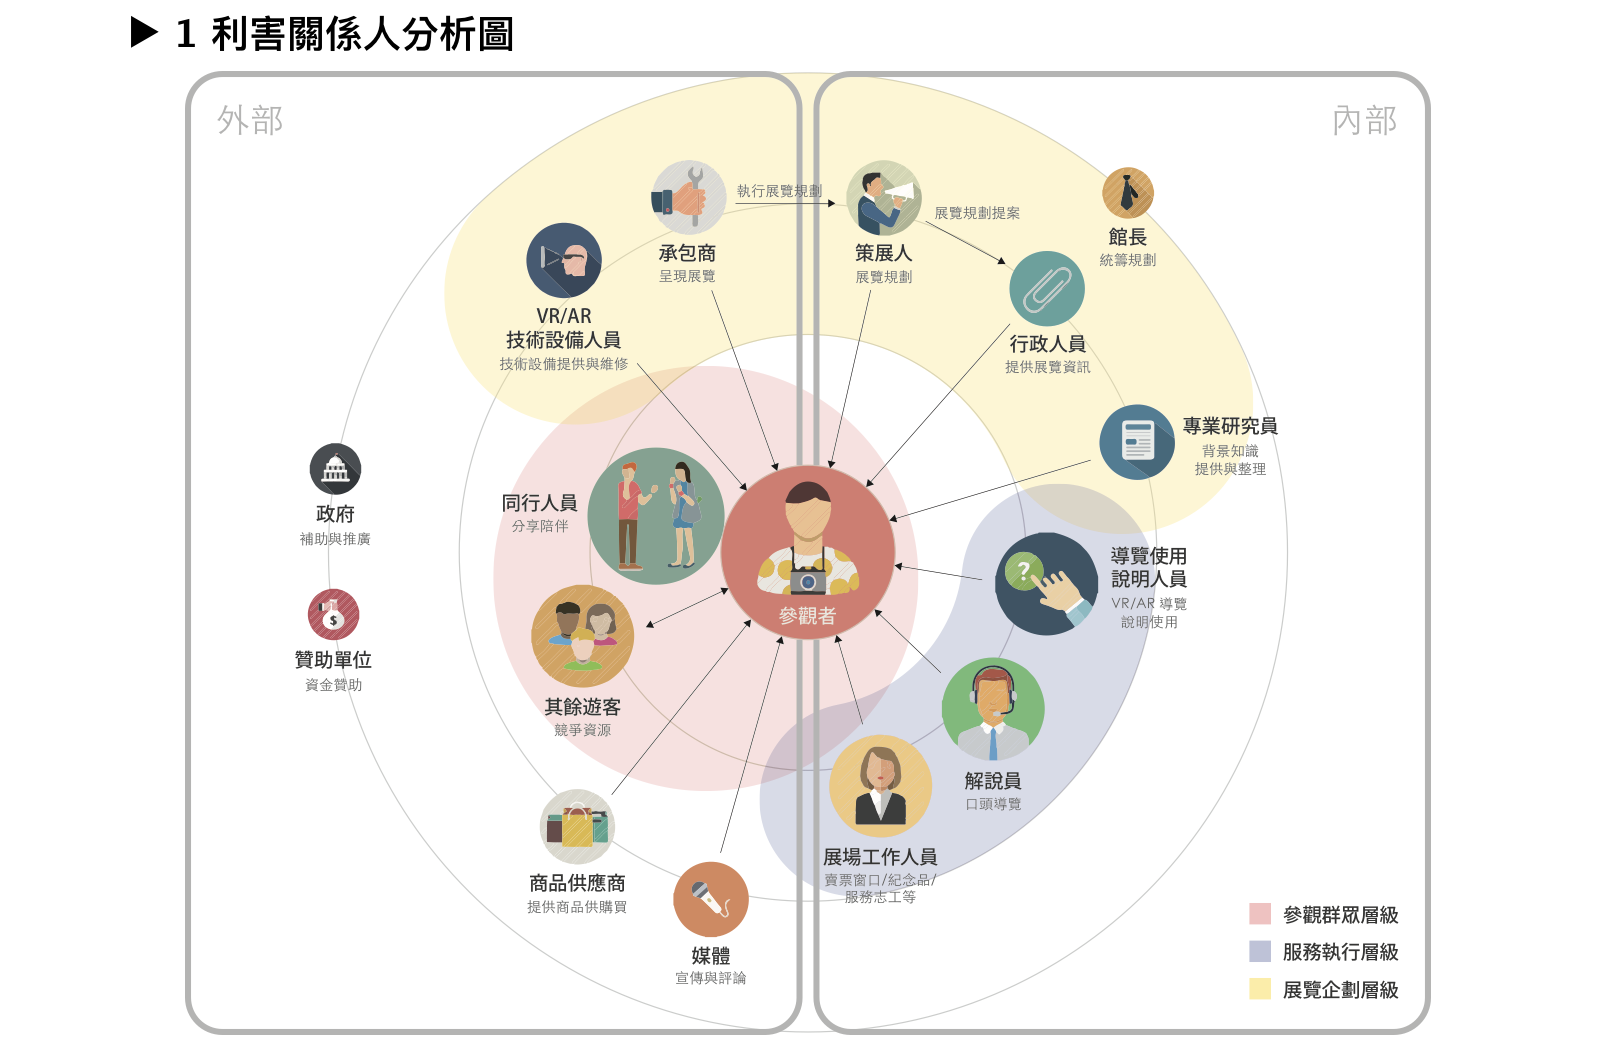 1 利害關係人分析圖
外部
內部
承包商
呈現展覽
執行展覽規劃
策展人
展覽規劃
展覽規劃提案
館長
統籌規劃
VR/AR
技術設備人員
技術設備提供與維修
行政人員
提供展覽資訊
專業研究員
背景知識
提供與整理
政府
補助與推廣
同行人員
分享陪伴
參觀者
?
導覽使用
說明人員
VR/AR 導覽
說明使用
$
贊助單位
資金贊助
其餘遊客
競爭資源
解說員
口頭導覽
商品供應商
提供商品供購買
展場工作人員
賣票窗口/紀念品/
服務志工等
媒體
宣傳與評論
參觀群眾層級
服務執行層級
展覽企劃層級